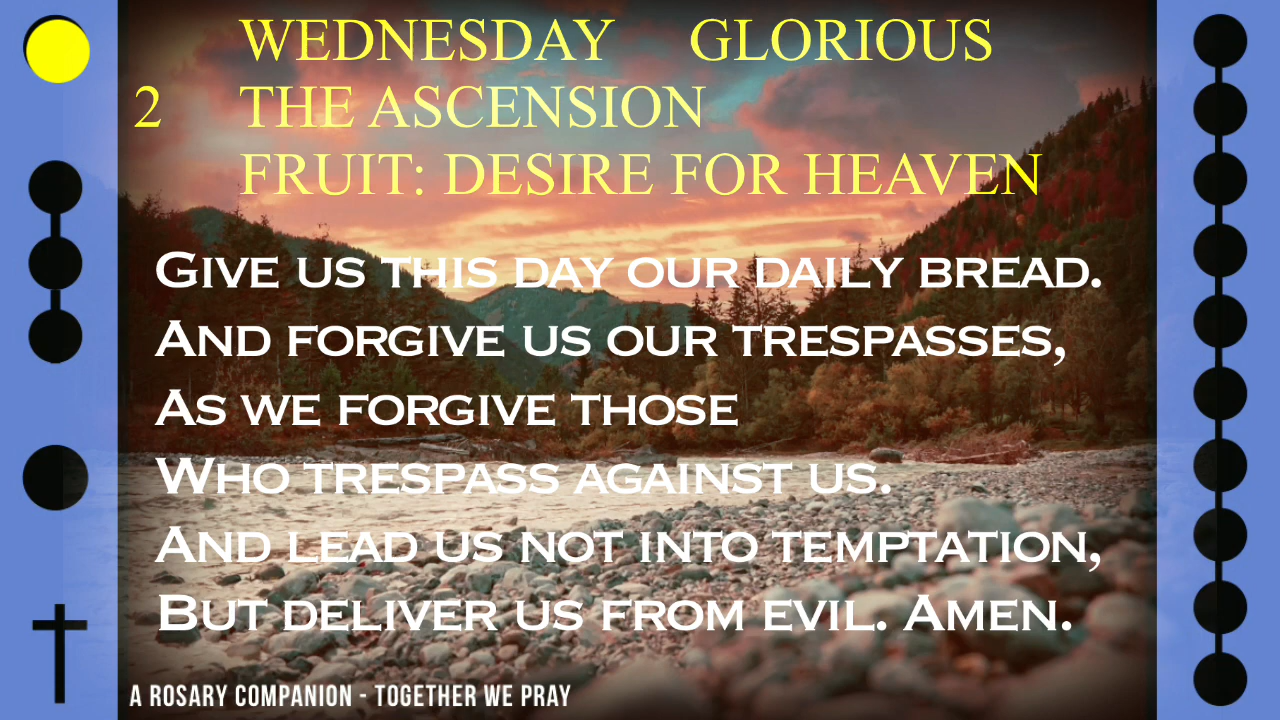 WEDNESDAY GLORIOUS
2 THE ASCENSION
FRUIT: DESIRE FOR HEAVEN
GIVE US THIS DAY OUR DAILY BREAD.
AND FORGIVE US OUR TRESPASSES,
AS WE FORGIVE THOSE
WHO TRESPASS AGAINST US.
AND LEAD US NOT INTO TEMPTATION,
BUT DELIVER US FROM EVIL. AMEN.
A ROSARY COMPANION - TOGETHER WE PRAY